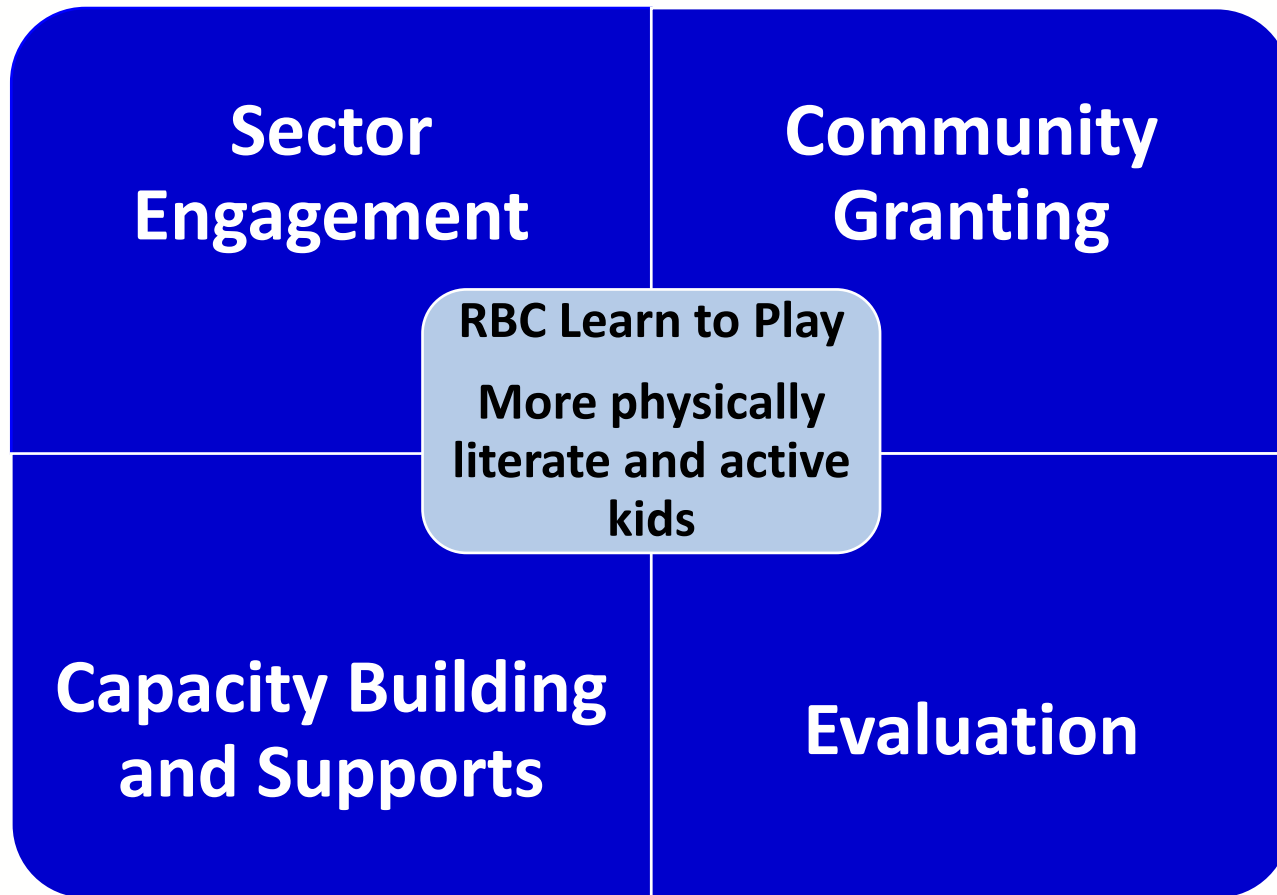 Sector
Engagement
Community
Granting
RBC Learn to Play
More physically
literate and active
kids
Capacity Building
and Supports
Evaluation